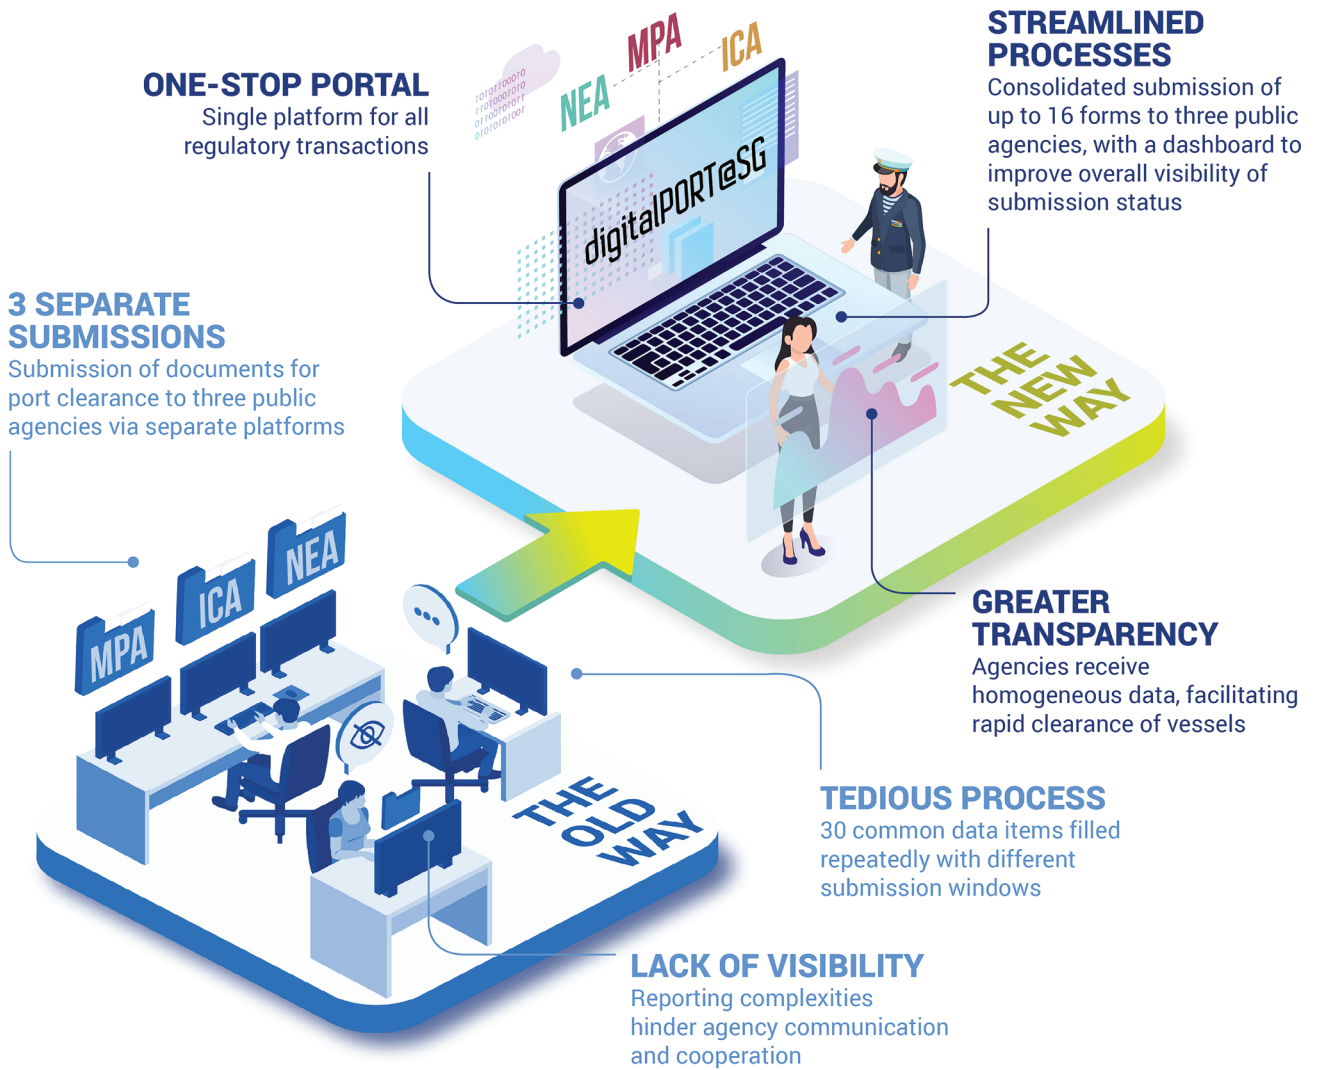 STREAMLINED
PROCESSES
Consolidated submission of
up to 16 forms to three public
agencies, with a dashboard to
improve overall visibility of
submission status
ONE-STOP PORTAL
Single platform for all
regulatory transactions
NEA
MPA
ICA
digitalPORT@SG
THE
NEW
WAY
3 SEPARATE
SUBMISSIONS
Submission of documents for
port clearance to three public
agencies via separate platforms
MPA
ICA
NEA
GREATER
TRANSPARENCY
Agencies receive
homogeneous data, facilitating
rapid clearance of vessels
THE
OLD
WAY
TEDIOUS PROCESS
30 common data items filled
repeatedly with different
submission windows
LACK OF VISIBILITY
Reporting complexities
hinder agency communication
and cooperation